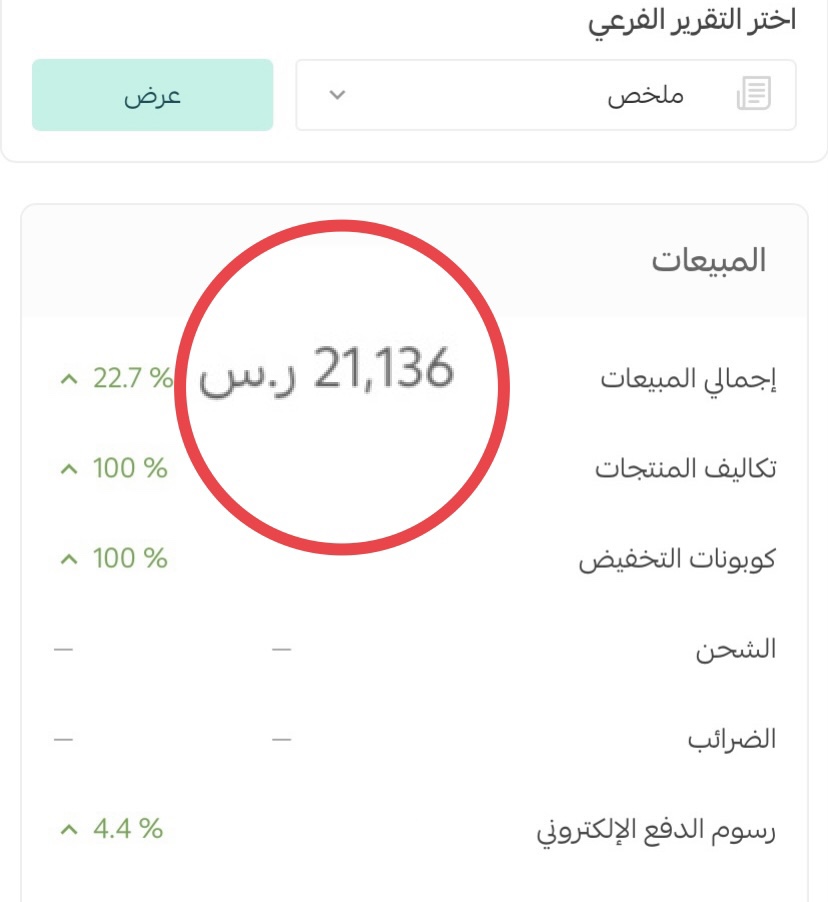 اختر التقرير الفرعي
ملخص
عرض
المبيعات
إجمالي المبيعات 21,136 ر.س 22.7 %
تكاليف المنتجات 100 %
كوبونات التخفيض 100 %
الشحن – –
الضرائب – –
رسوم الدفع الإلكتروني 4.4 %